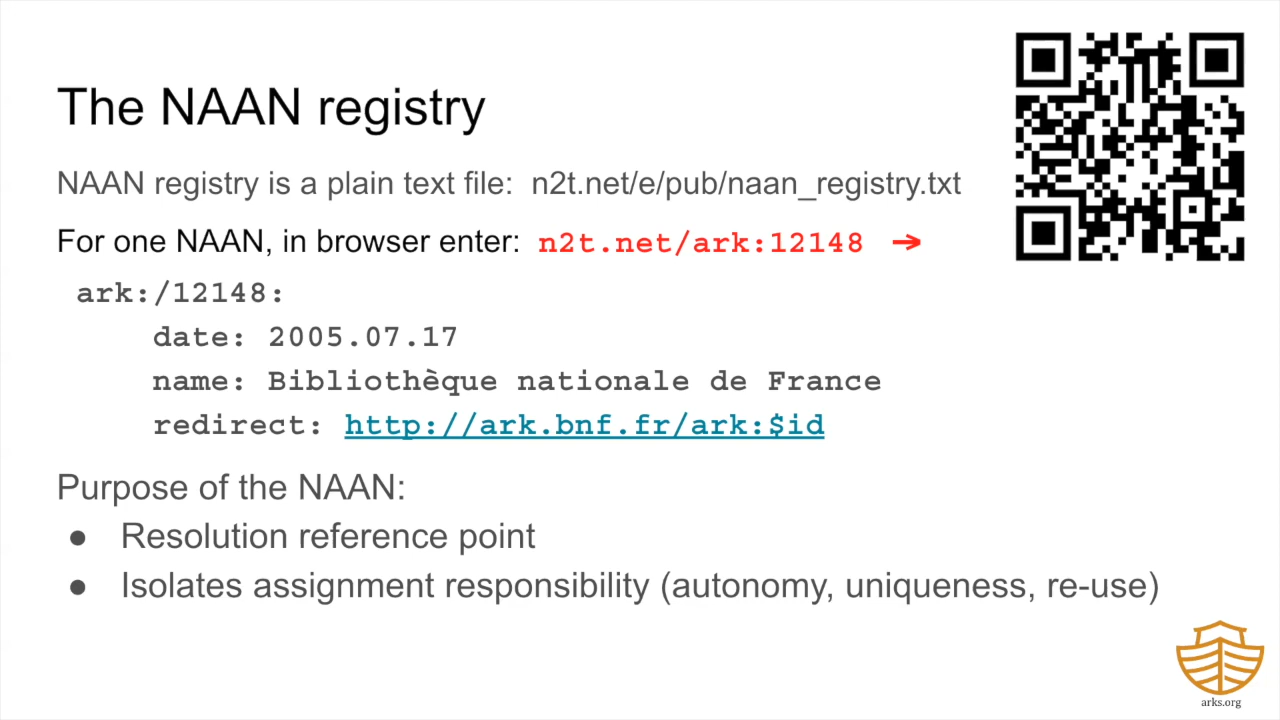 The NAAN registry
NAAN registry is a plain text file: n2t.net/e/pub/naan_registry.txt
For one NAAN, in browser enter: n2t.net/ark:12148 ➔
ark:/12148:
date: 2005.07.17
name: Bibliothèque nationale de France
redirect: http://ark.bnf.fr/ark:$id
Purpose of the NAAN:
● Resolution reference point
● Isolates assignment responsibility (autonomy, uniqueness, re-use)
arks.org